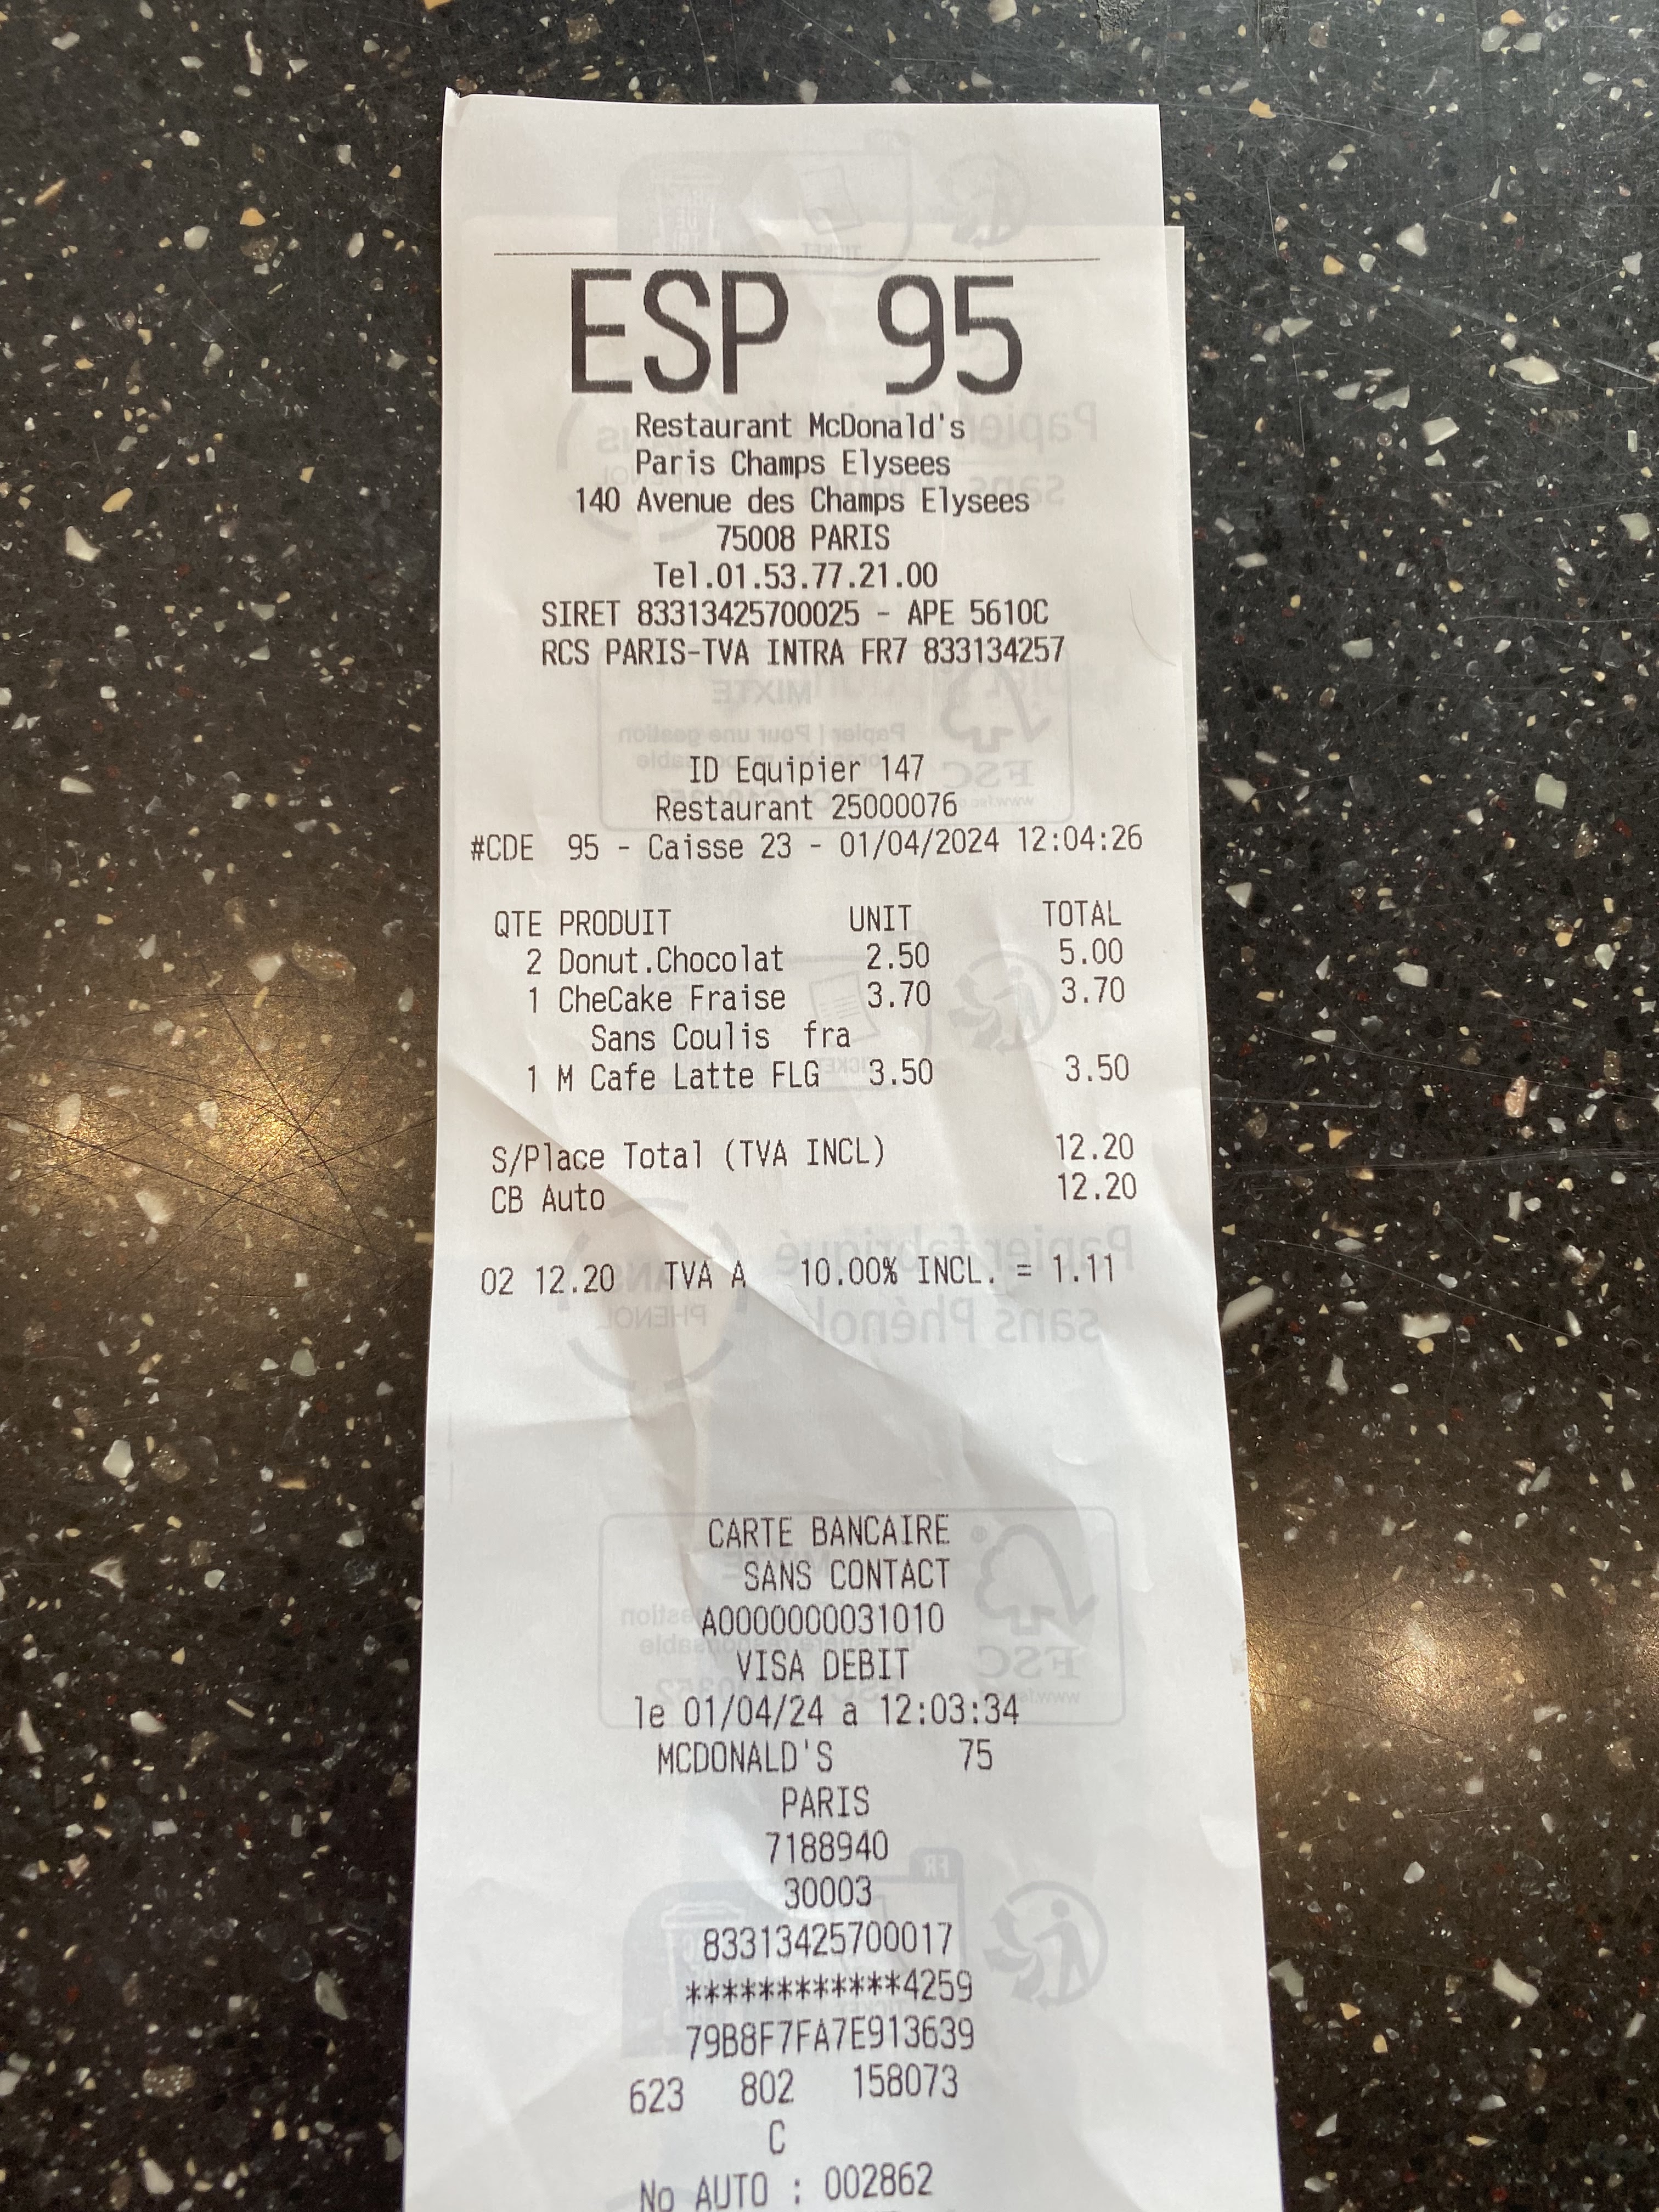 ESP 95
Restaurant McDonald's
Paris Champs Elysees
140 Avenue des Champs Elysees
75008 PARIS
Tel.01.53.77.21.00
SIRET 83313425700025 - APE 5610C
RCS PARIS-TVA INTRA FR7 833134257
ID Equipier 147
Restaurant 25000076
#CDE 95 - Caisse 23 - 01/04/2024 12:04:26
QTE PRODUIT UNIT TOTAL
2 Donut.Chocolat 2.50 5.00
1 CheCake Fraise 3.70 3.70
Sans Coulis fra
1 M Cafe Latte FLG 3.50 3.50
S/Place Total (TVA INCL) 12.20
CB Auto 12.20
02 12.20 TVA A 10.00% INCL. = 1.11
CARTE BANCAIRE
SANS CONTACT
A0000000031010
VISA DEBIT
le 01/04/24 a 12:03:34
MCDONALD'S 75
PARIS
7188940
30003
83313425700017
************4259
79B8F7FA7E913639
623 802 158073
C
No AUTO : 002862